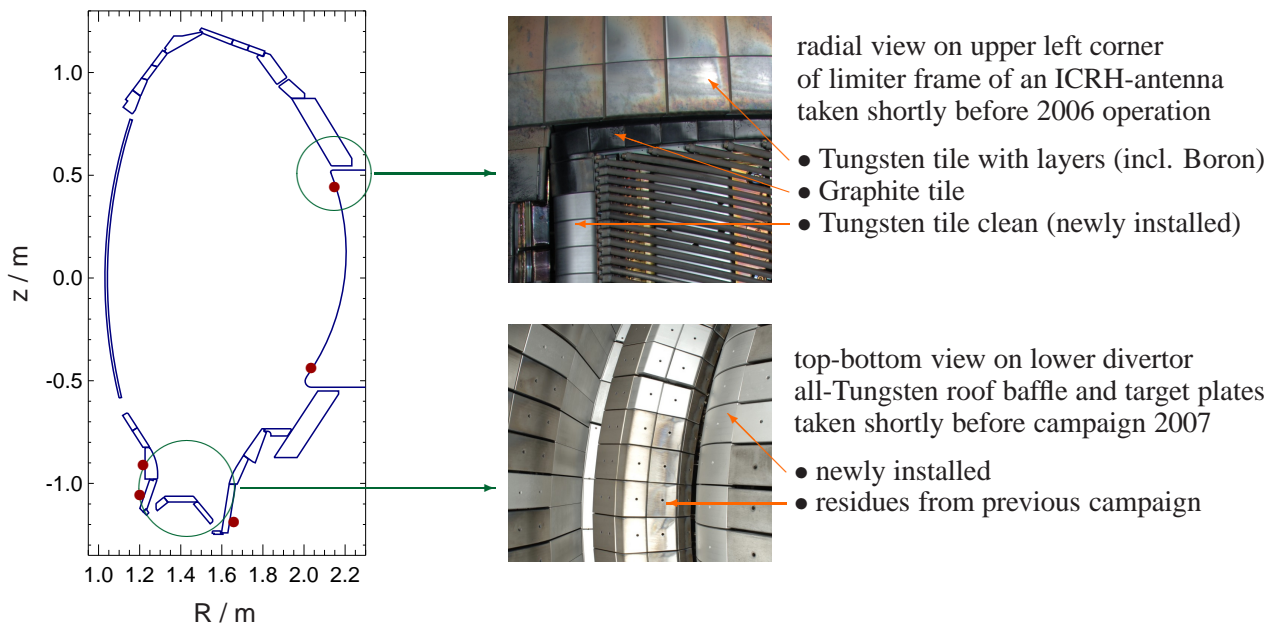 1.0
0.5
0.0
-0.5
-1.0
z / m
1.0 1.2 1.4 1.6 1.8 2.0 2.2
R / m
radial view on upper left corner
of limiter frame of an ICRH-antenna
taken shortly before 2006 operation
• Tungsten tile with layers (incl. Boron)
• Graphite tile
• Tungsten tile clean (newly installed)
top-bottom view on lower divertor
all-Tungsten roof baffle and target plates
taken shortly before campaign 2007
• newly installed
• residues from previous campaign